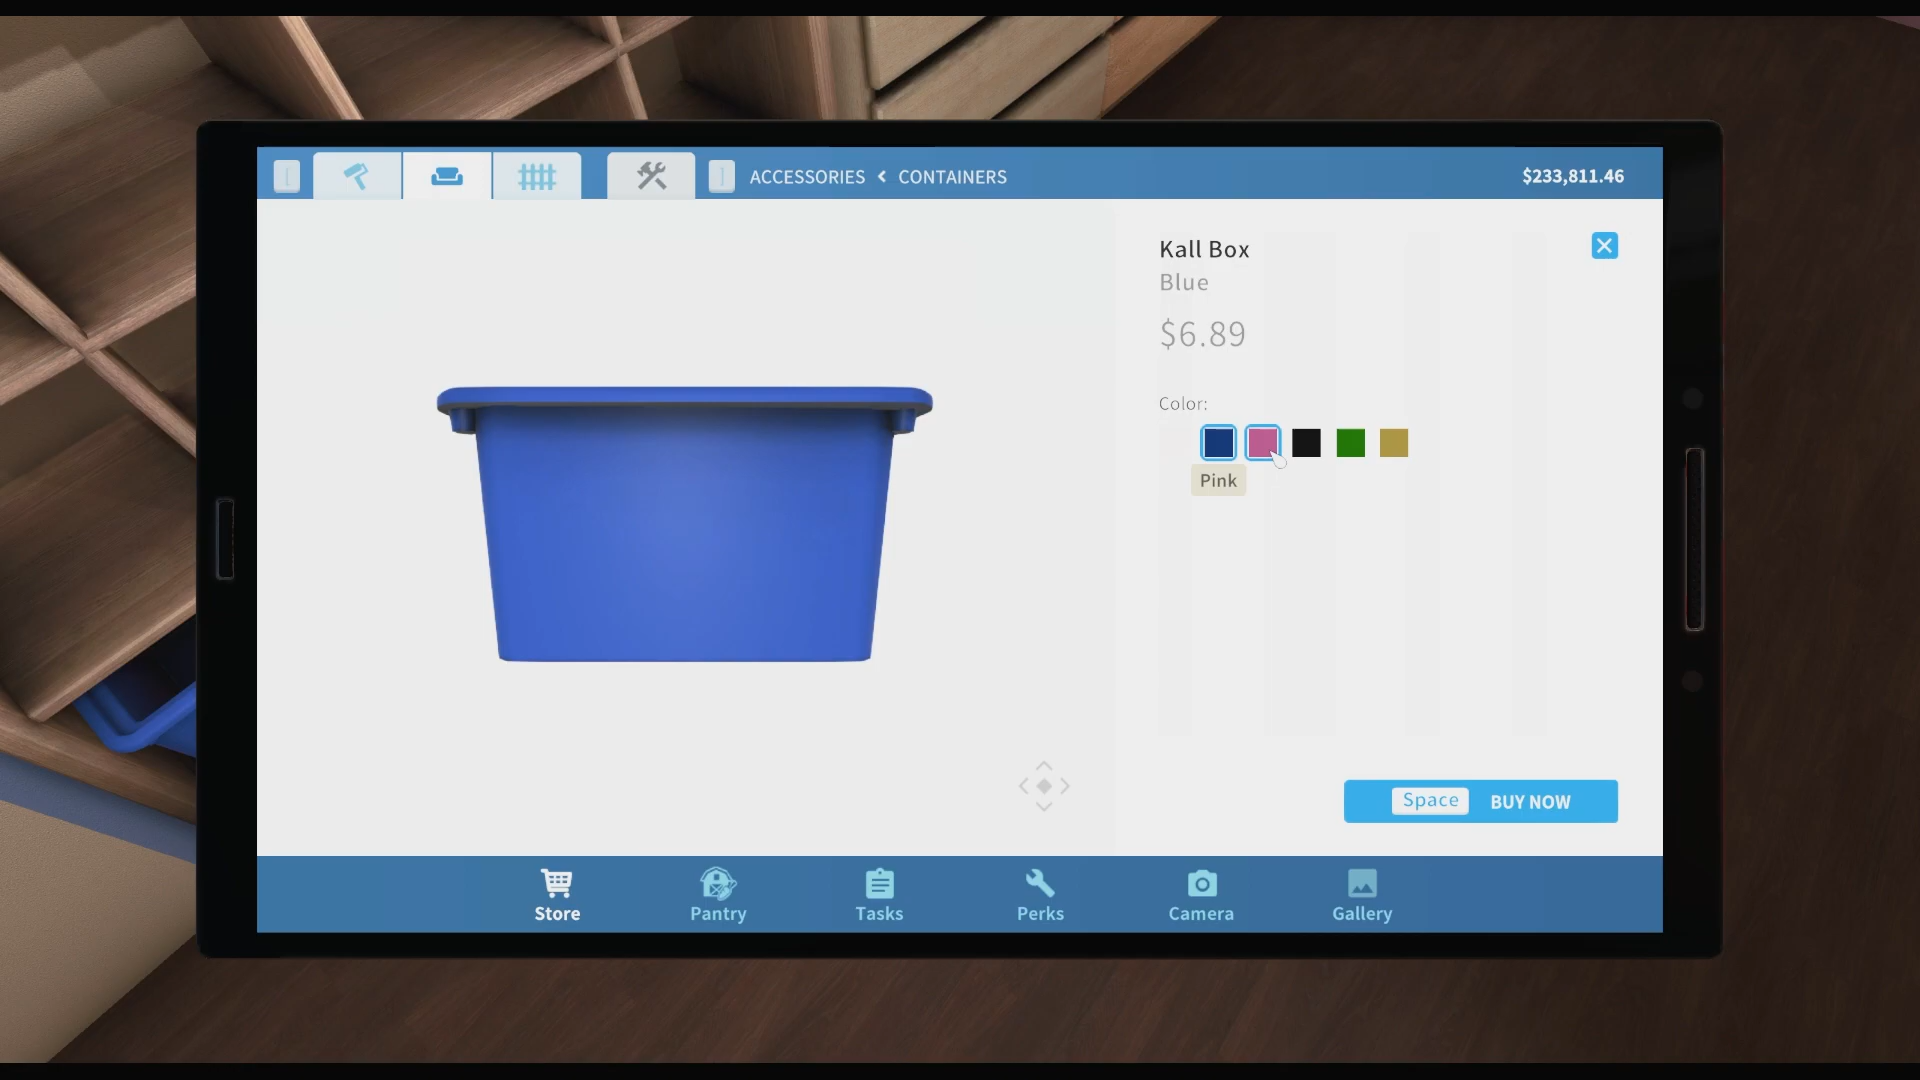 ACCESSORIES < CONTAINERS
$233,811.46
Kall Box
Blue
$6.89
Color:
Pink
Space BUY NOW
Store Pantry Tasks Perks Camera Gallery